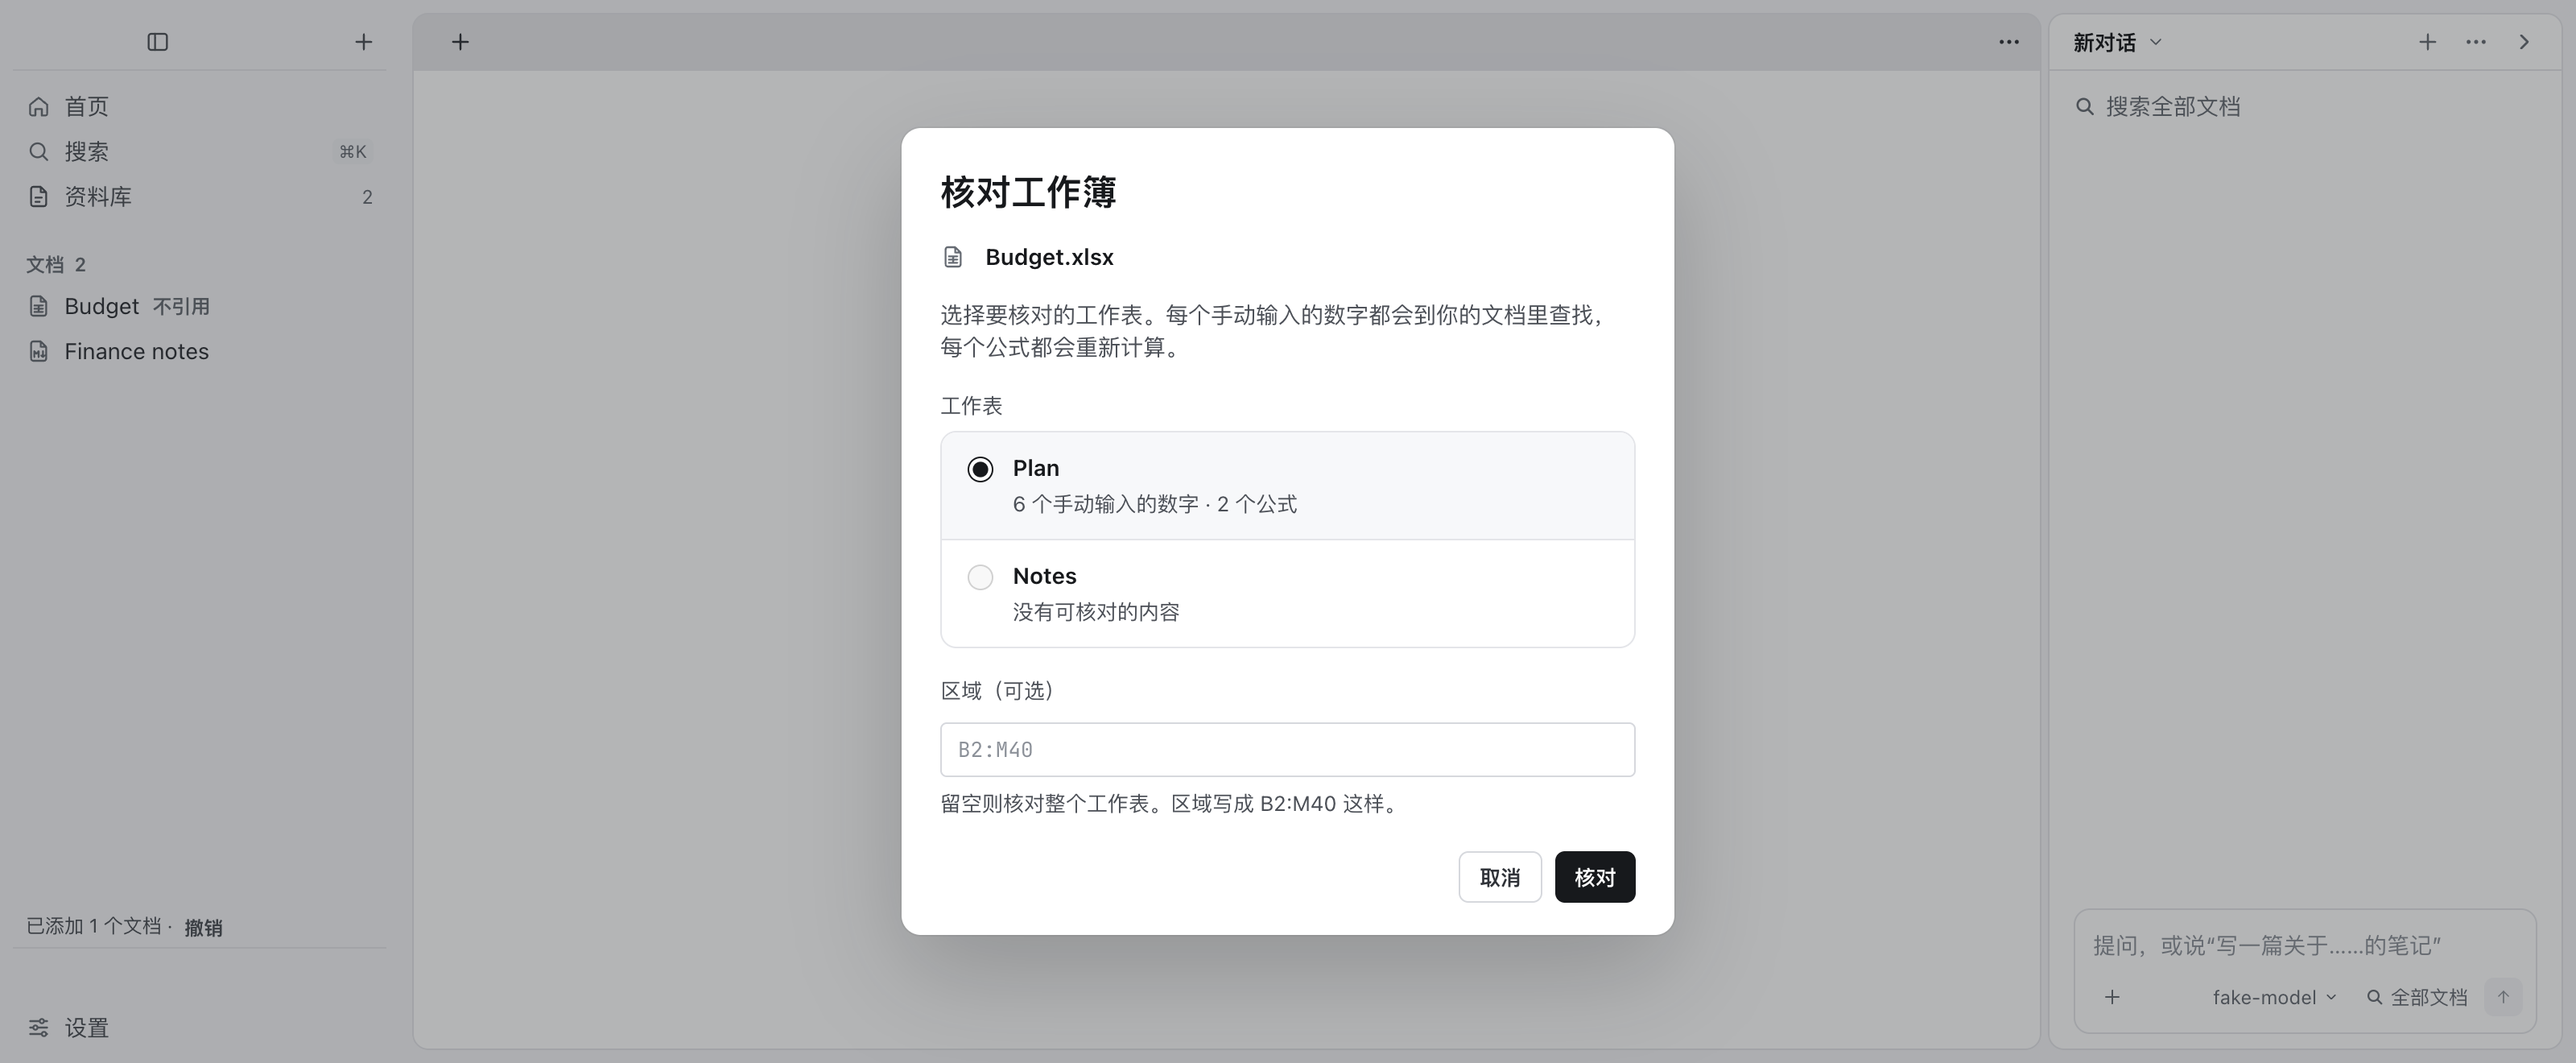 首页
搜索 ⌘K
资料库 2
文档 2
Budget 不引用
Finance notes
已添加 1 个文档 · 撤销
设置
核对工作簿
Budget.xlsx
选择要核对的工作表。每个手动输入的数字都会到你的文档里查找，
每个公式都会重新计算。
工作表
Plan
6 个手动输入的数字 · 2 个公式
Notes
没有可核对的内容
区域（可选）
B2:M40
留空则核对整个工作表。区域写成 B2:M40 这样。
取消 核对
新对话
搜索全部文档
提问，或说“写一篇关于……的笔记”
fake-model 全部文档